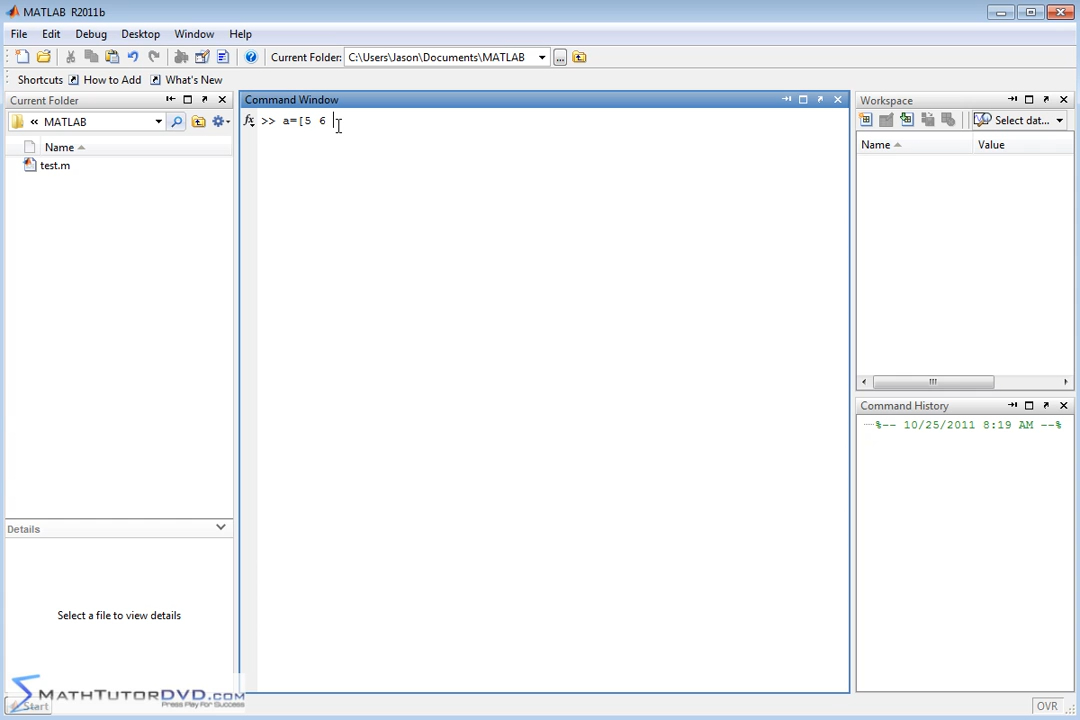 MATLAB R2011b
File Edit Debug Desktop Window Help
Current Folder: C:\Users\Jason\Documents\MATLAB ...
Shortcuts How to Add What's New
Current Folder
« MATLAB
Name
test.m
Details
Select a file to view details
Command Window
fx >> a=[5 6
Workspace
Select dat...
Name Value
Command History
%-- 10/25/2011 8:19 AM --%
MathTutorDVD.com
Press Play For Success
Start
OVR